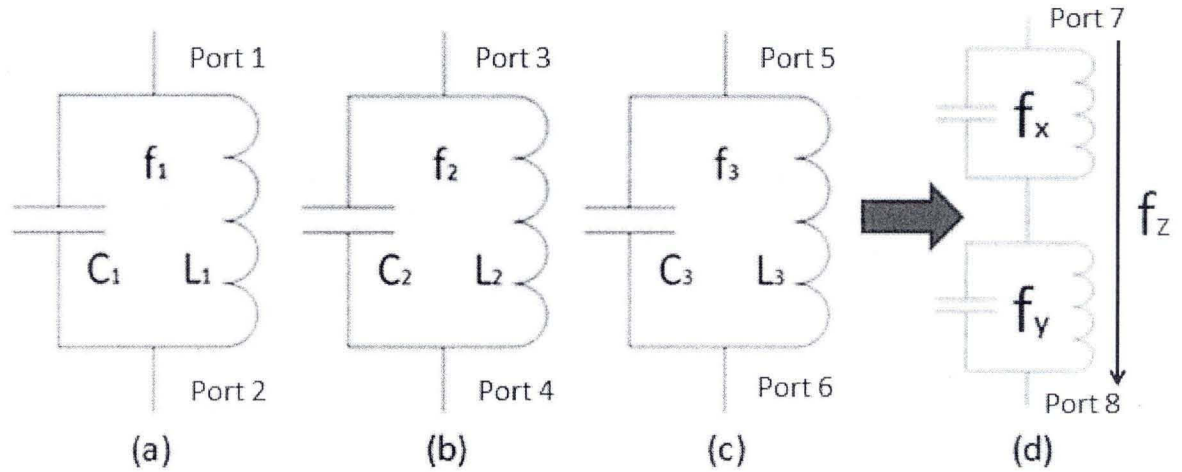 Port 1
Port 3
Port 5
Port 7
f₁
f₂
f₃
fₓ
f_z
C₁ L₁
C₂ L₂
C₃ L₃
f_y
Port 2
Port 4
Port 6
Port 8
(a)
(b)
(c)
(d)